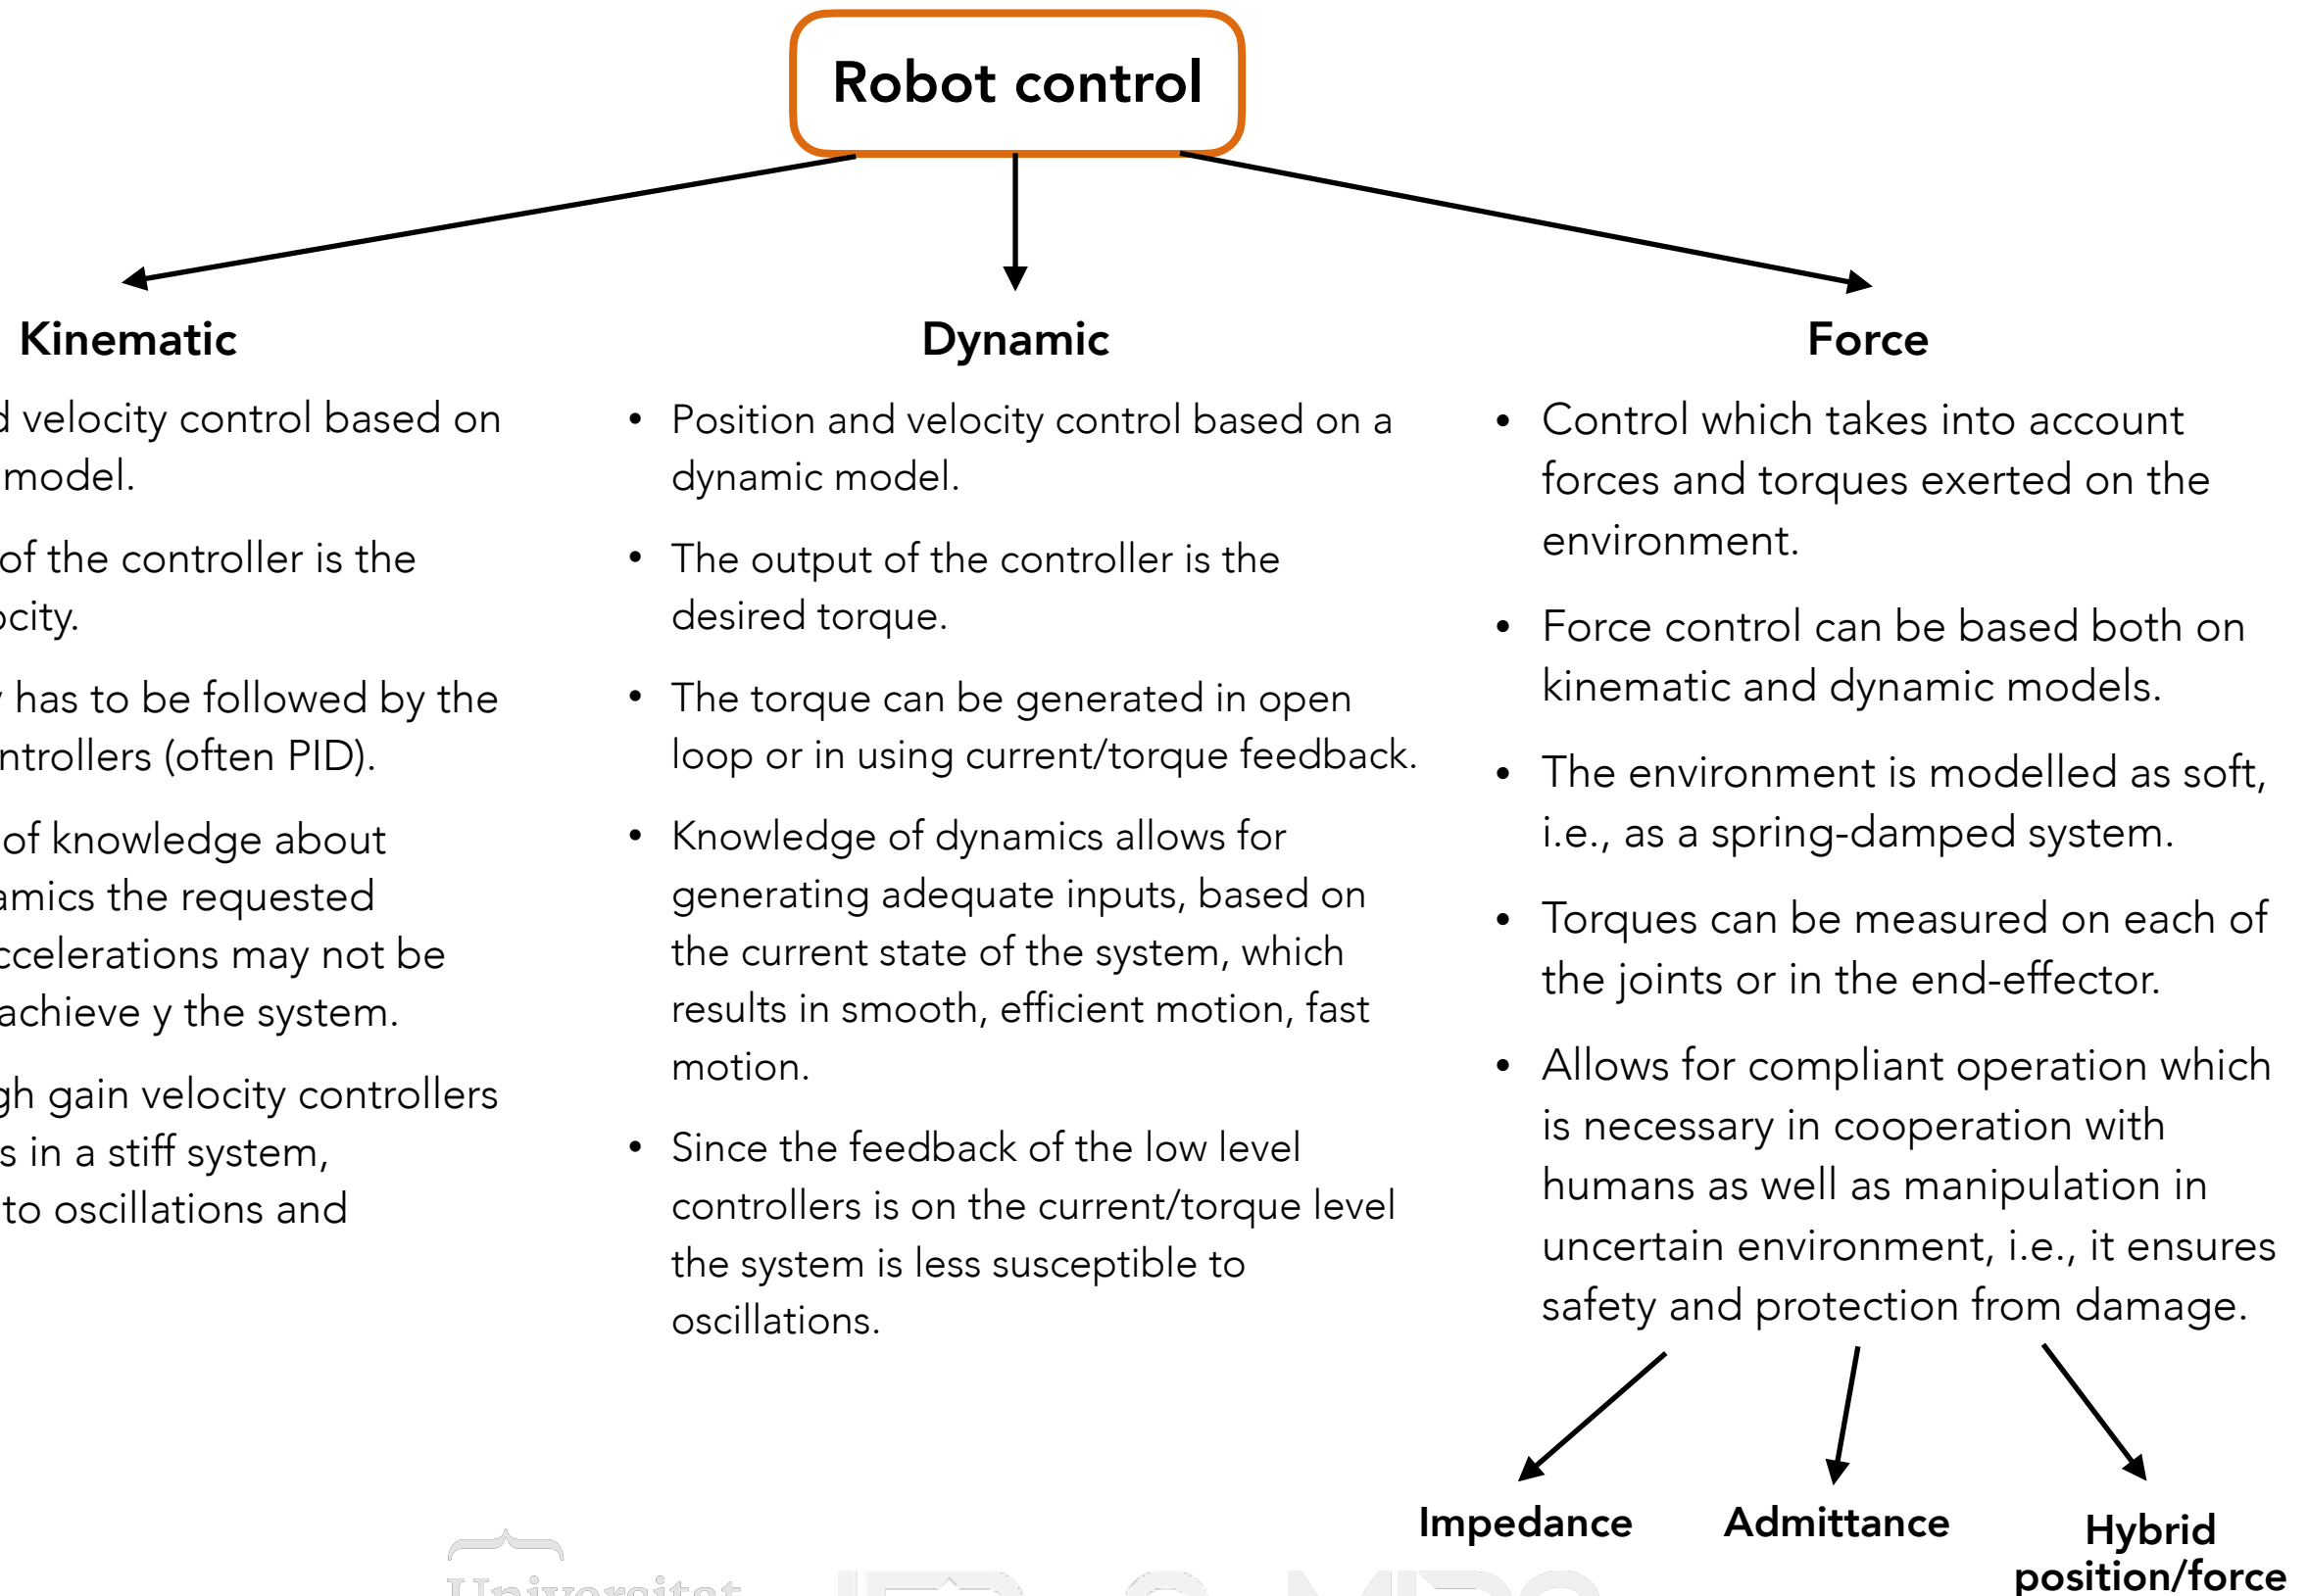 Robot control
Kinematic
velocity control based on
model.
of the controller is the
has to be followed by the
(often PID).
of knowledge about
the requested
may not be
achieve y the system.
gain velocity controllers
in a stiff system,
to oscillations and
Dynamic
• Position and velocity control based on a
dynamic model.
• The output of the controller is the
desired torque.
• The torque can be generated in open
loop or in using current/torque feedback.
• Knowledge of dynamics allows for
generating adequate inputs, based on
the current state of the system, which
results in smooth, efficient motion, fast
motion.
• Since the feedback of the low level
controllers is on the current/torque level
the system is less susceptible to
oscillations.
Force
• Control which takes into account
forces and torques exerted on the
environment.
• Force control can be based both on
kinematic and dynamic models.
• The environment is modelled as soft,
i.e., as a spring-damped system.
• Torques can be measured on each of
the joints or in the end-effector.
• Allows for compliant operation which
is necessary in cooperation with
humans as well as manipulation in
uncertain environment, i.e., it ensures
safety and protection from damage.
Impedance
Admittance
Hybrid
position/force
Universitat